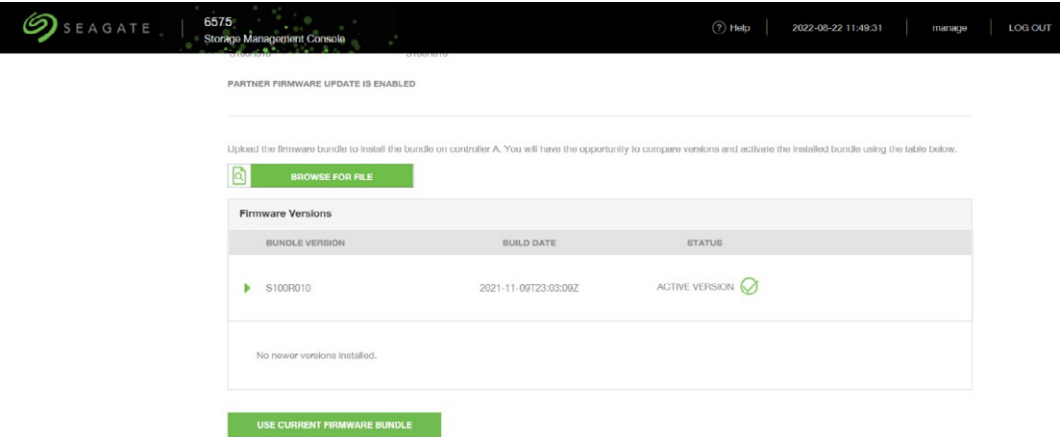 SEAGATE
6575
Storage Management Console
Help
2022-08-22 11:49:31
manage
LOG OUT
S100R010 S100R010
PARTNER FIRMWARE UPDATE IS ENABLED
Upload the firmware bundle to install the bundle on controller A. You will have the opportunity to compare versions and activate the installed bundle using the table below.
BROWSE FOR FILE
Firmware Versions
BUNDLE VERSION BUILD DATE STATUS
S100R010 2021-11-09T23:03:09Z ACTIVE VERSION
No newer versions installed.
USE CURRENT FIRMWARE BUNDLE